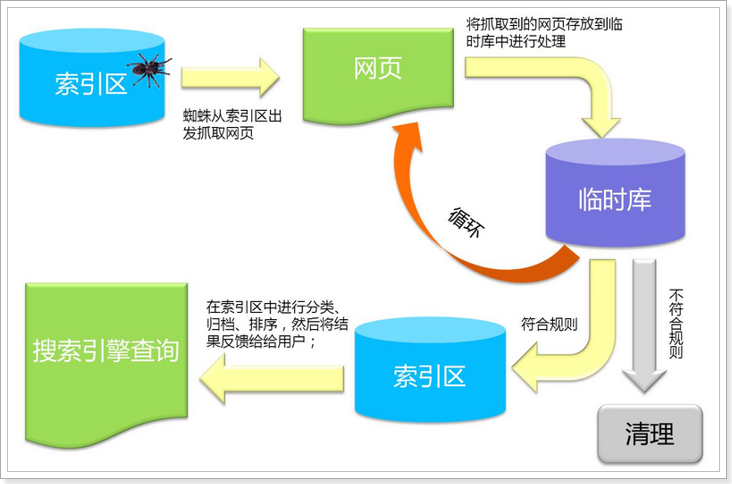 索引区
蜘蛛从索引区出
发抓取网页
网页
将抓取到的网页存放到临
时库中进行处理
临时库
循环
符合规则
不符合规则
清理
索引区
在索引区中进行分类、
归档、排序，然后将结
果反馈给给用户；
搜索引擎查询